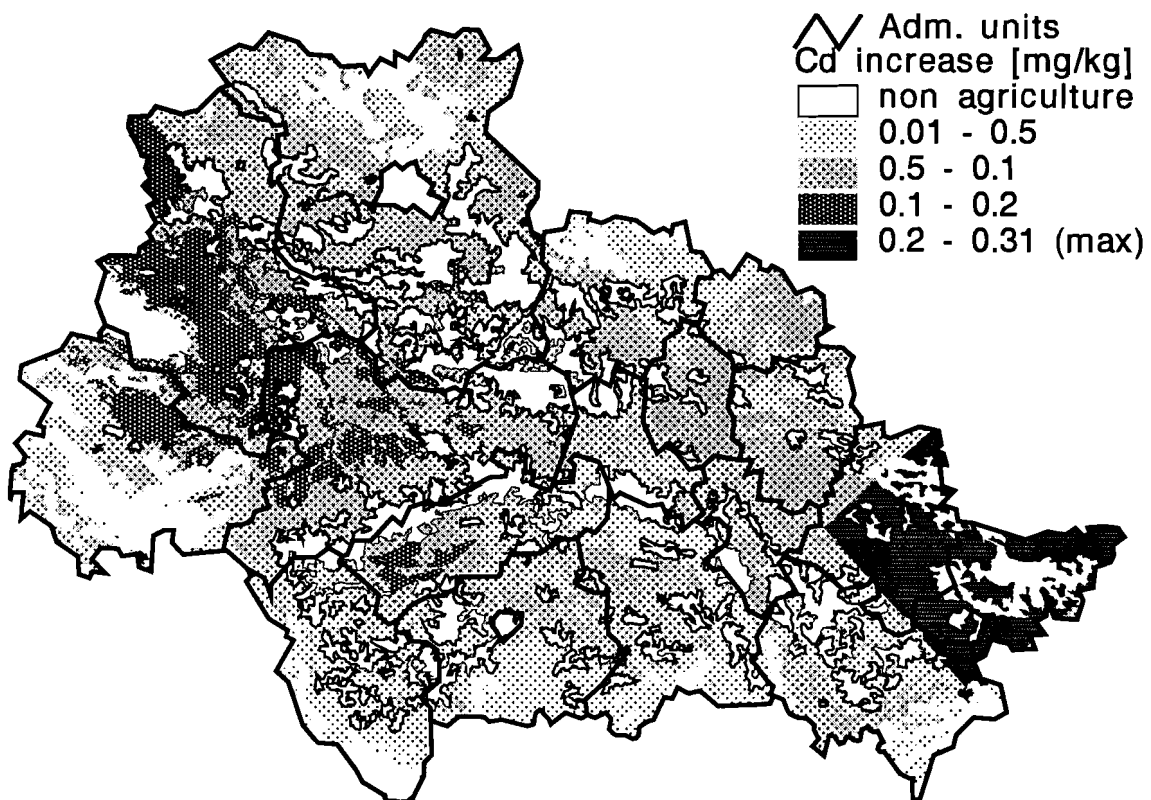 Adm. units
Cd increase [mg/kg]
non agriculture
0.01 - 0.5
0.5 - 0.1
0.1 - 0.2
0.2 - 0.31 (max)